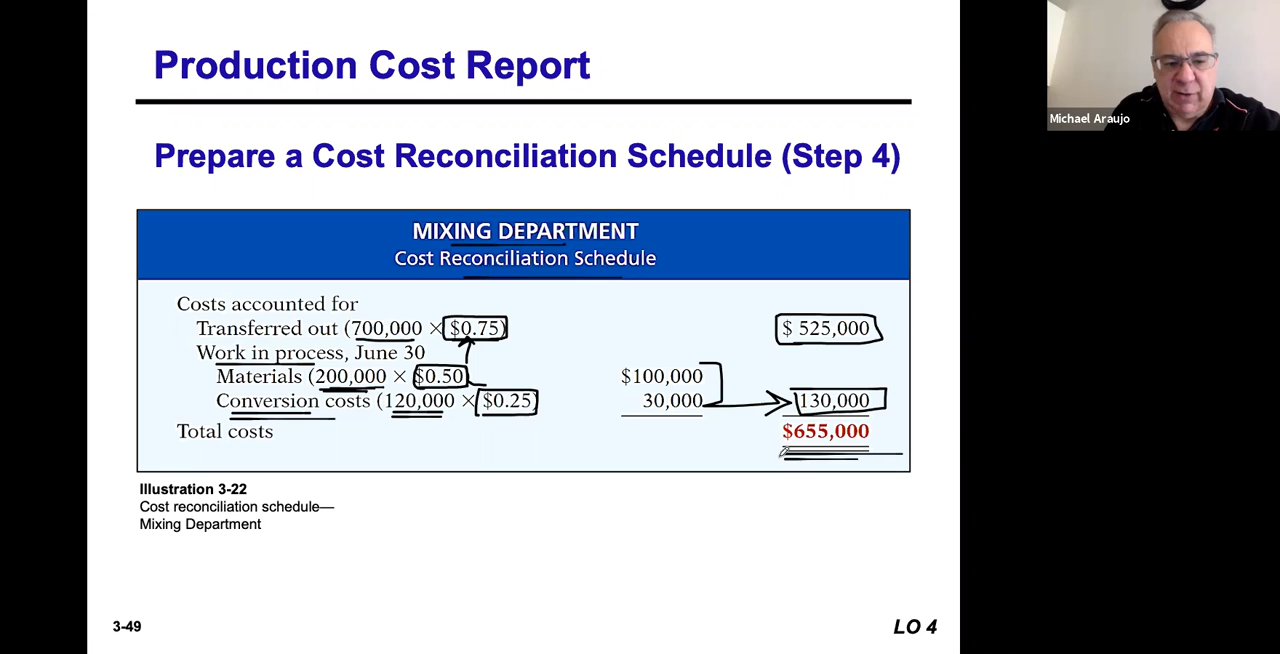 Production Cost Report
Prepare a Cost Reconciliation Schedule (Step 4)
MIXING DEPARTMENT
Cost Reconciliation Schedule
Costs accounted for
Transferred out (700,000 × $0.75) $ 525,000
Work in process, June 30
Materials (200,000 × $0.50 $100,000
Conversion costs (120,000 × $0.25) 30,000 130,000
Total costs $655,000
Illustration 3-22
Cost reconciliation schedule—
Mixing Department
3-49 LO 4
Michael Araujo